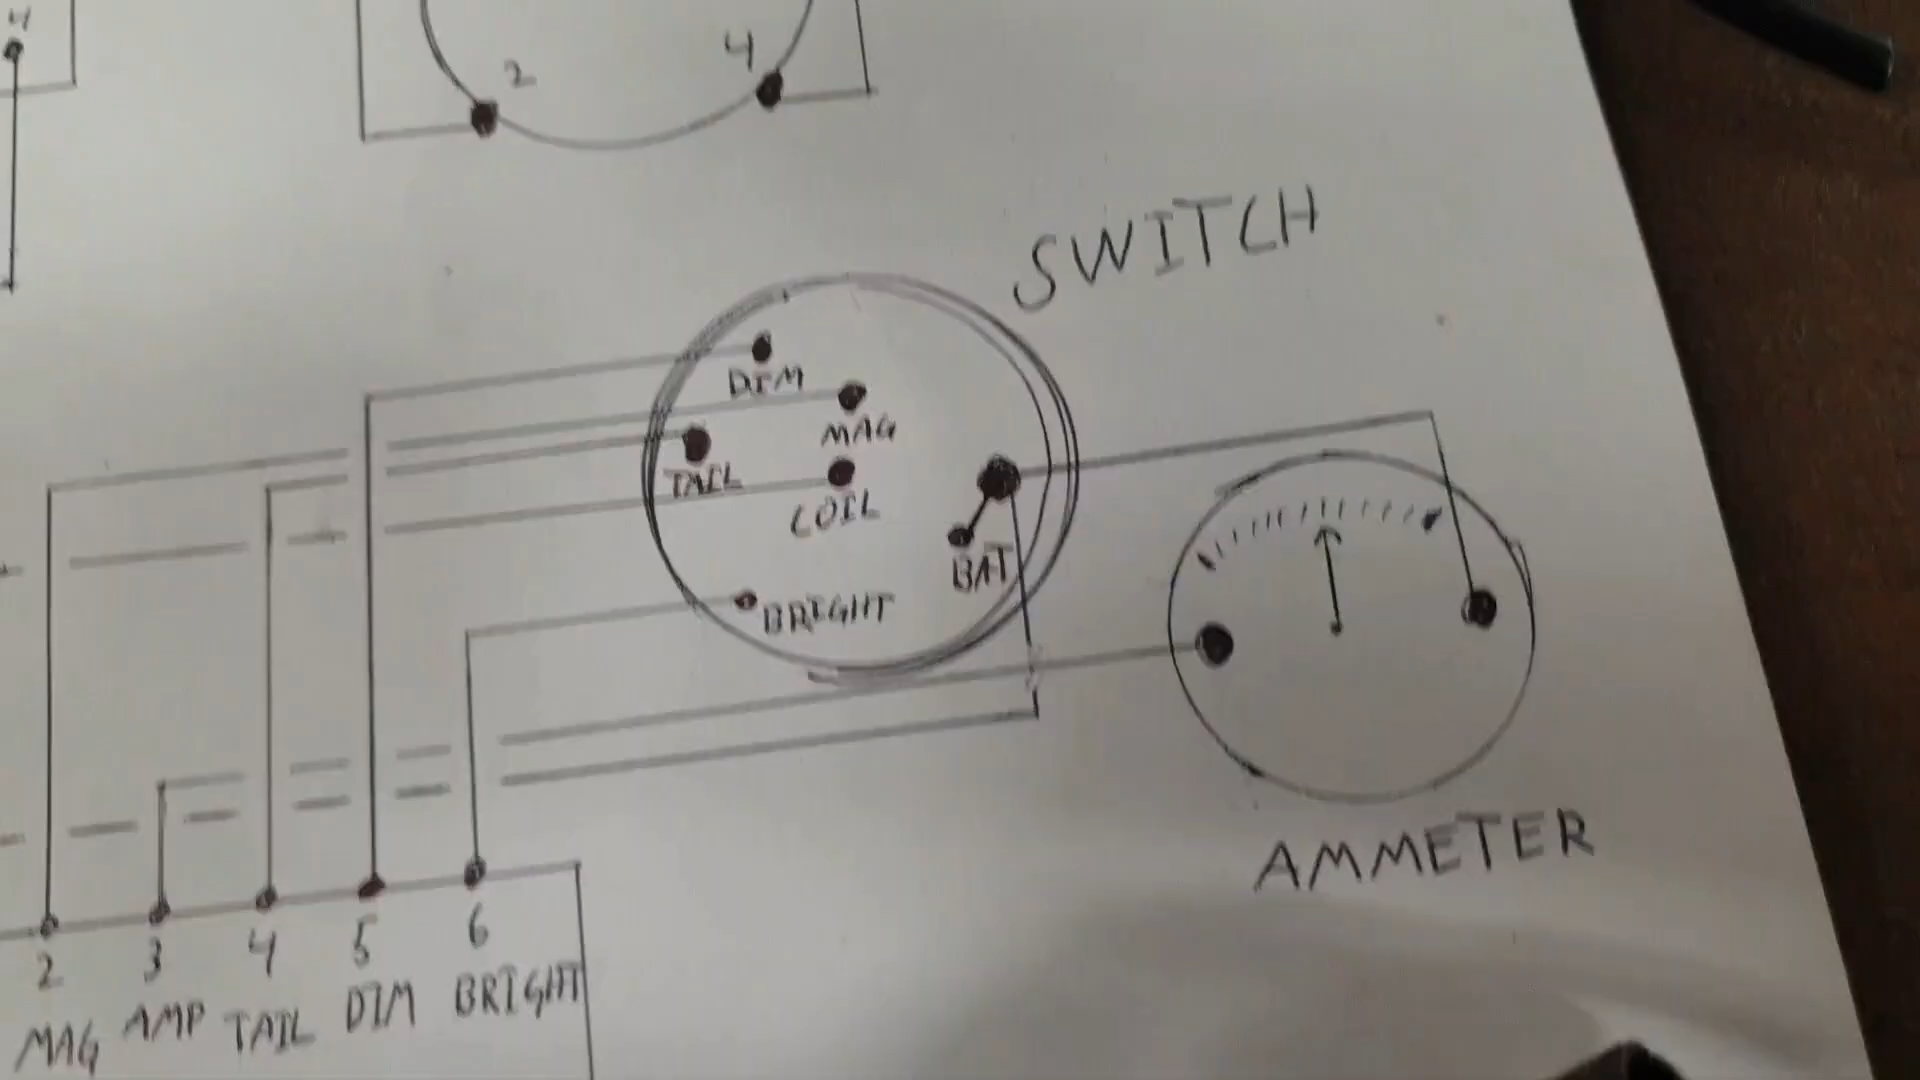 4
2
4
SWITCH
DIM
MAG
TAIL
COIL
BAT
BRIGHT
AMMETER
2 3 4 5 6
MAG AMP TAIL DIM BRIGHT